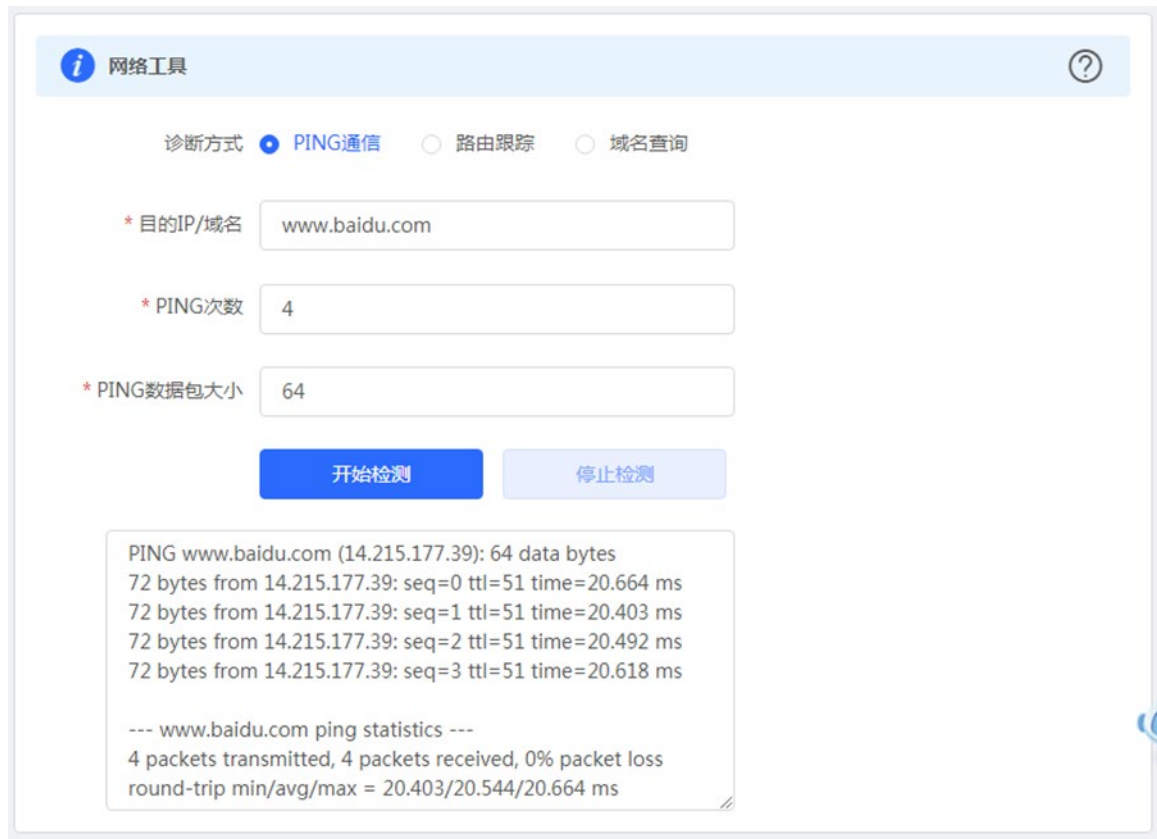 网络工具
诊断方式 PING通信 路由跟踪 域名查询
* 目的IP/域名 www.baidu.com
* PING次数 4
* PING数据包大小 64
开始检测 停止检测
PING www.baidu.com (14.215.177.39): 64 data bytes
72 bytes from 14.215.177.39: seq=0 ttl=51 time=20.664 ms
72 bytes from 14.215.177.39: seq=1 ttl=51 time=20.403 ms
72 bytes from 14.215.177.39: seq=2 ttl=51 time=20.492 ms
72 bytes from 14.215.177.39: seq=3 ttl=51 time=20.618 ms
--- www.baidu.com ping statistics ---
4 packets transmitted, 4 packets received, 0% packet loss
round-trip min/avg/max = 20.403/20.544/20.664 ms